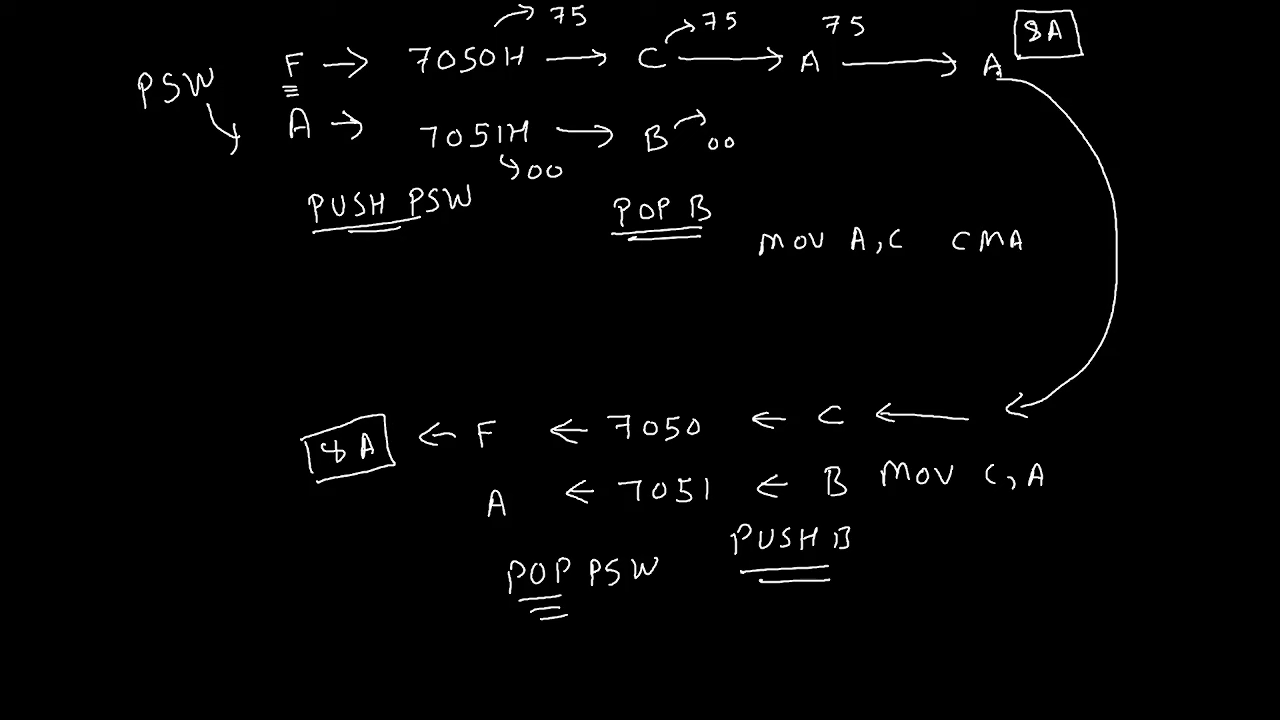 75 75 75 8A
PSW F → 7050H → C → A → A
A → 7051H → B 00
00
PUSH PSW POP B
MOV A,C CMA
8A ← F ← 7050 ← C ← ←
A ← 7051 ← B MOV C,A
PUSH B
POP PSW